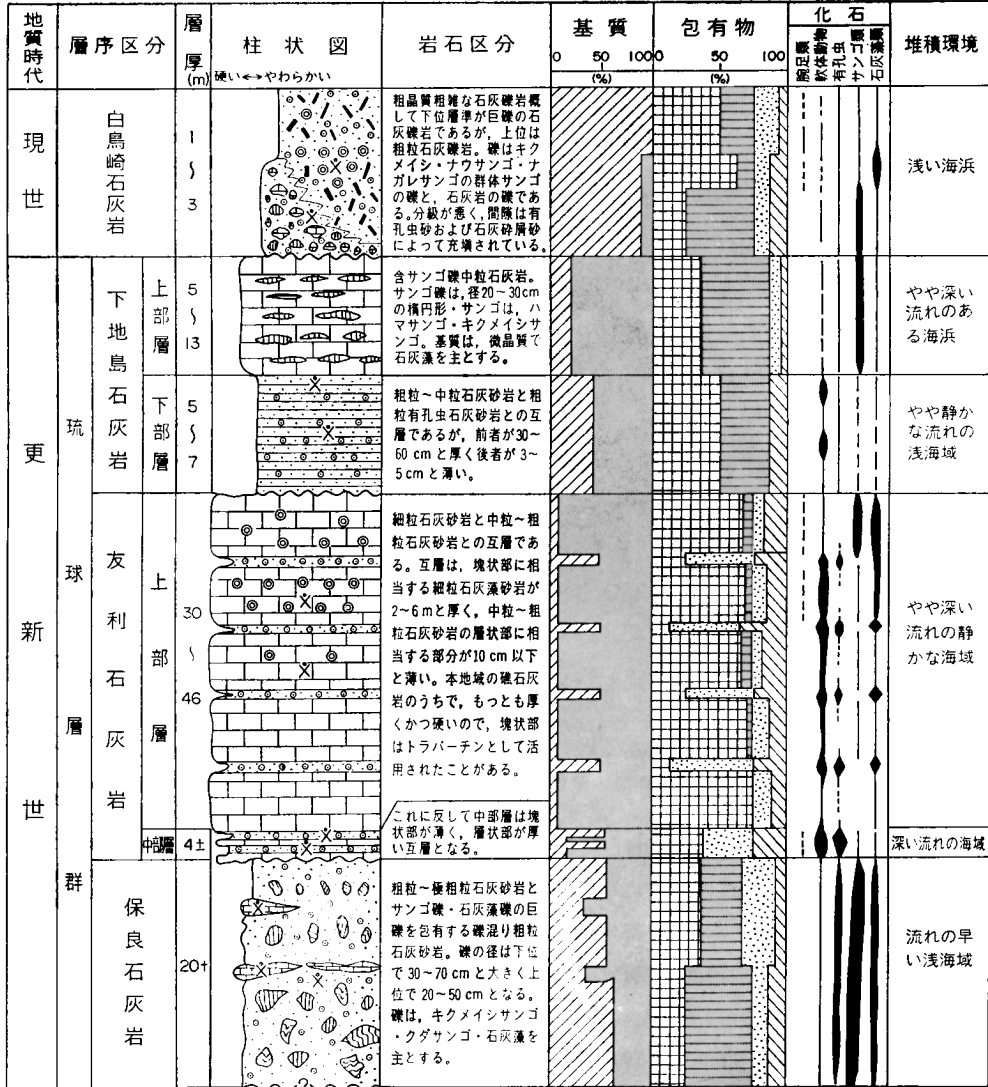 地質時代
層序区分
層厚(m)
柱状図
硬い↔やわらかい
岩石区分
基質
0 50 100
(%)
包有物
0 50 100
(%)
化石
腕足類
軟体動物
有孔虫
サンゴ類
石灰藻類
堆積環境
現世
白鳥崎石灰岩
1
〜
3
粗晶質粗雑な石灰礫岩概
して下位層準が巨礫の石
灰礫岩であるが,上位は
粗粒石灰礫岩。礫はキク
メイシ・ナウサンゴ・ナ
ガレサンゴの群体サンゴ
の礫と,石灰岩の礫であ
る。分級が悪く,間隙は有
孔虫砂および石灰砕屑砂
によって充塡されている。
浅い海浜
更新世
琉球層群
下地島石灰岩
上部層
5
〜
13
含サンゴ礫中粒石灰岩。
サンゴ礫は,径20〜30cm
の楕円形・サンゴは,ハ
マサンゴ・キクメイシサ
ンゴ。基質は,微晶質で
石灰藻を主とする。
やや深い
流れのあ
る海浜
下部層
5
〜
7
粗粒〜中粒石灰砂岩と粗
粒有孔虫石灰砂岩との互
層であるが,前者が30〜
60 cmと厚く後者が3〜
5 cmと薄い。
やや静か
な流れの
浅海域
友利石灰岩
上部層
30
〜
46
細粒石灰砂岩と中粒〜粗
粒石灰砂岩との互層であ
る。互層は,塊状部に相
当する細粒石灰藻砂岩が
2〜6 mと厚く。中粒〜粗
粒石灰砂岩の層状部に相
当する部分が10 cm以下
と薄い。本地域の礁石灰
岩のうちで,もっとも厚
くかつ硬いので,塊状部
はトラバーチンとして活
用されたことがある。
やや深い
流れの静
かな海域
中部層
4±
これに反して中部層は塊
状部が薄く,層状部が厚
い互層となる。
深い流れの海域
保良石灰岩
20+
粗粒〜極粗粒石灰砂岩と
サンゴ礫・石灰藻礫の巨
礫を包有する礫混り粗粒
石灰砂岩。礫の径は下位
で30〜70 cmと大きく上
位で20〜50 cmとなる。
礫は,キクメイシサンゴ
・クダサンゴ・石灰藻を
主とする。
流れの早
い浅海域
?